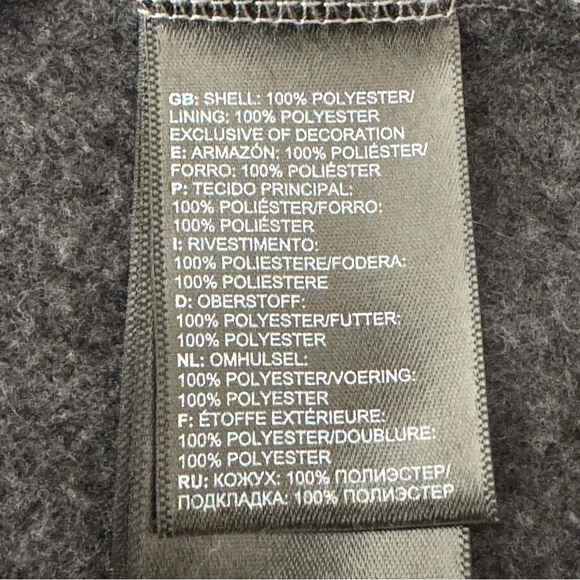 GB: SHELL: 100% POLYESTER/
LINING: 100% POLYESTER
EXCLUSIVE OF DECORATION
E: ARMAZÓN: 100% POLIÉSTER/
FORRO: 100% POLIÉSTER
P: TECIDO PRINCIPAL:
100% POLIÉSTER/FORRO:
100% POLIÉSTER
I: RIVESTIMENTO:
100% POLIESTERE/FODERA:
100% POLIESTERE
D: OBERSTOFF:
100% POLYESTER/FUTTER:
100% POLYESTER
NL: OMHULSEL:
100% POLYESTER/VOERING:
100% POLYESTER
F: ÉTOFFE EXTÉRIEURE:
100% POLYESTER/DOUBLURE:
100% POLYESTER
RU: КОЖУХ: 100% ПОЛИЭСТЕР/
ПОДКЛАДКА: 100% ПОЛИЭСТЕР